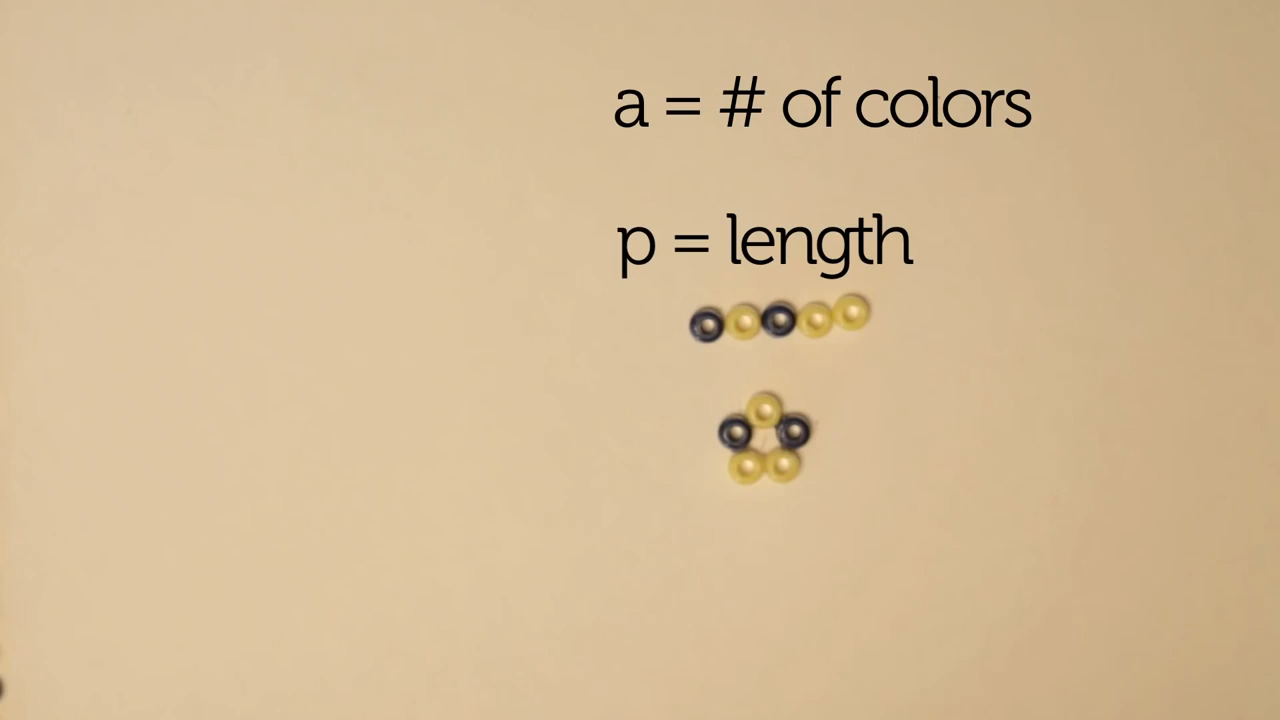 a = # of colors
p = length